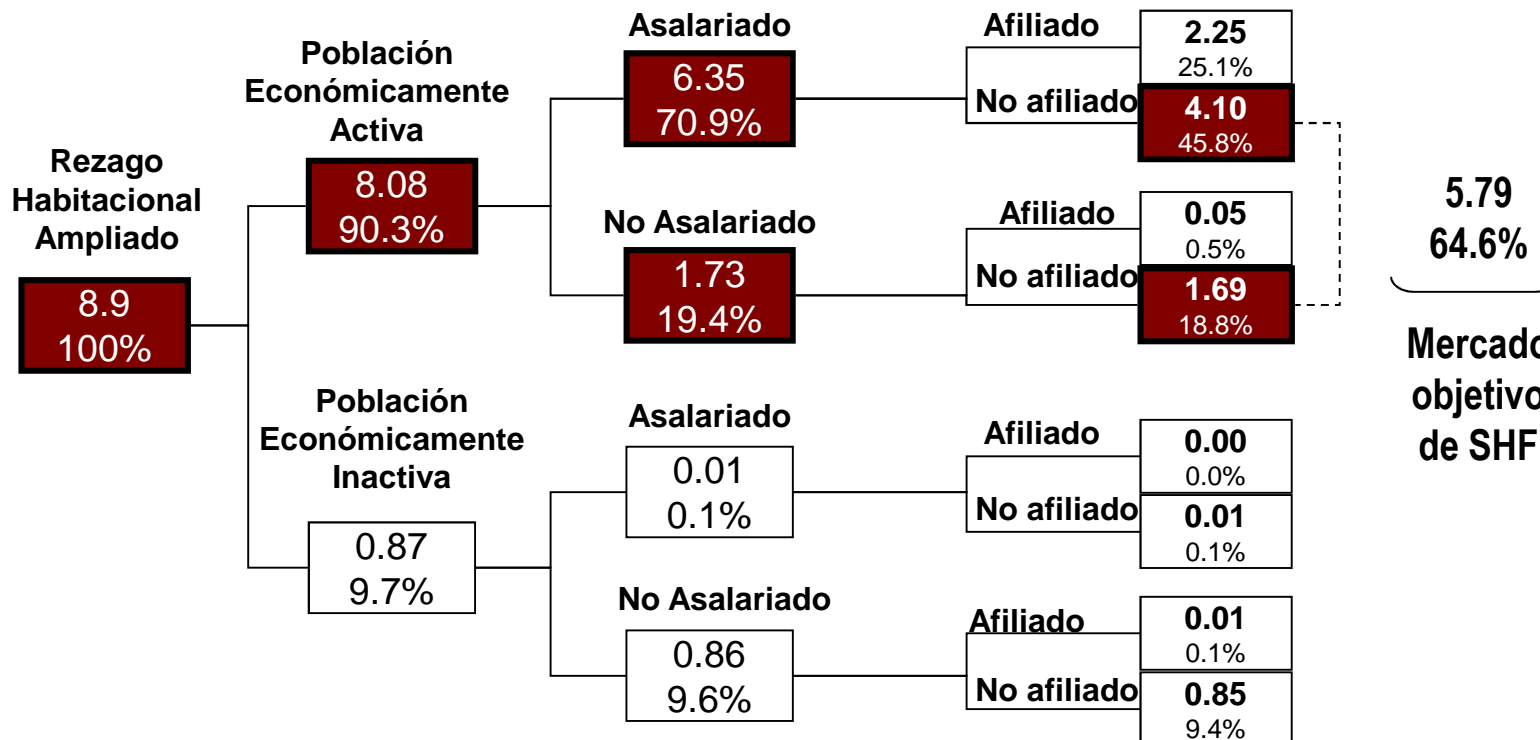 Rezago
Habitacional
Ampliado
8.9
100%
Población
Económicamente
Activa
8.08
90.3%
Asalariado
6.35
70.9%
Afiliado
2.25
25.1%
No afiliado
4.10
45.8%
No Asalariado
1.73
19.4%
Afiliado
0.05
0.5%
No afiliado
1.69
18.8%
5.79
64.6%
Mercado
objetivo
de SHF
Población
Económicamente
Inactiva
0.87
9.7%
Asalariado
0.01
0.1%
Afiliado
0.00
0.0%
No afiliado
0.01
0.1%
No Asalariado
0.86
9.6%
Afiliado
0.01
0.1%
No afiliado
0.85
9.4%